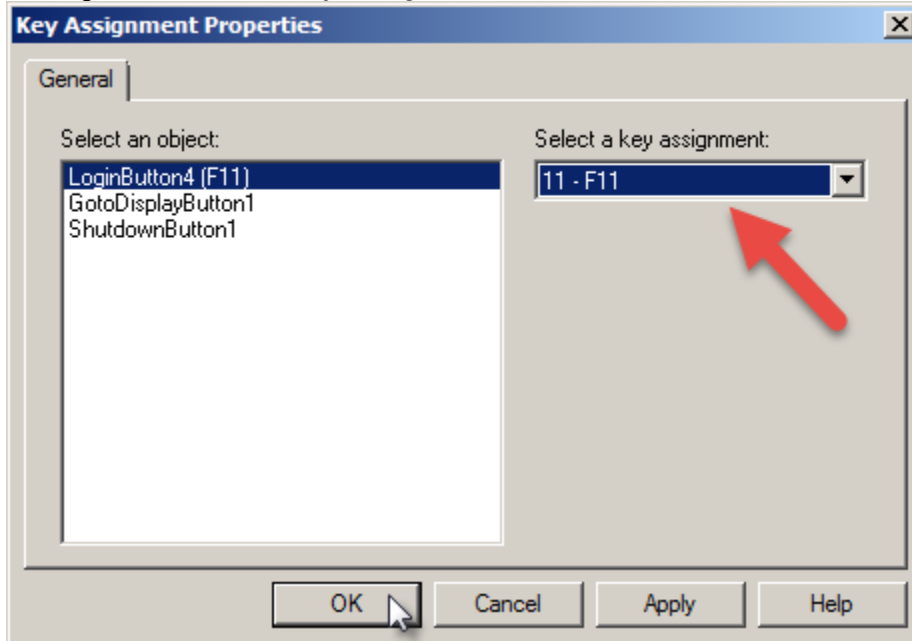 Key Assignment Properties
General
Select an object:
LoginButton4 (F11)
GotoDisplayButton1
ShutdownButton1
Select a key assignment:
11 - F11
OK
Cancel
Apply
Help